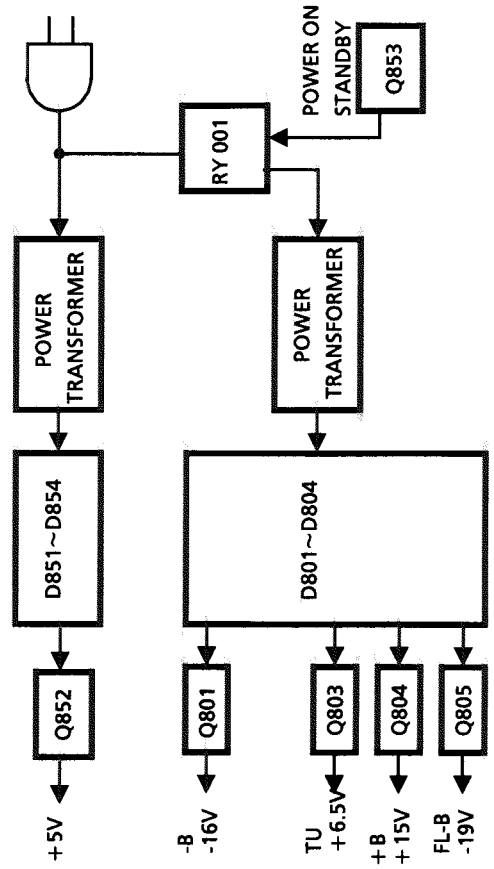 POWER ON
STANDBY
Q853
RY 001
POWER
TRANSFORMER
POWER
TRANSFORMER
D851~D854
D801~D804
Q852
Q801
Q803
Q804
Q805
+5V
-B
-16V
TU
+6.5V
+B
+15V
FL-B
-19V